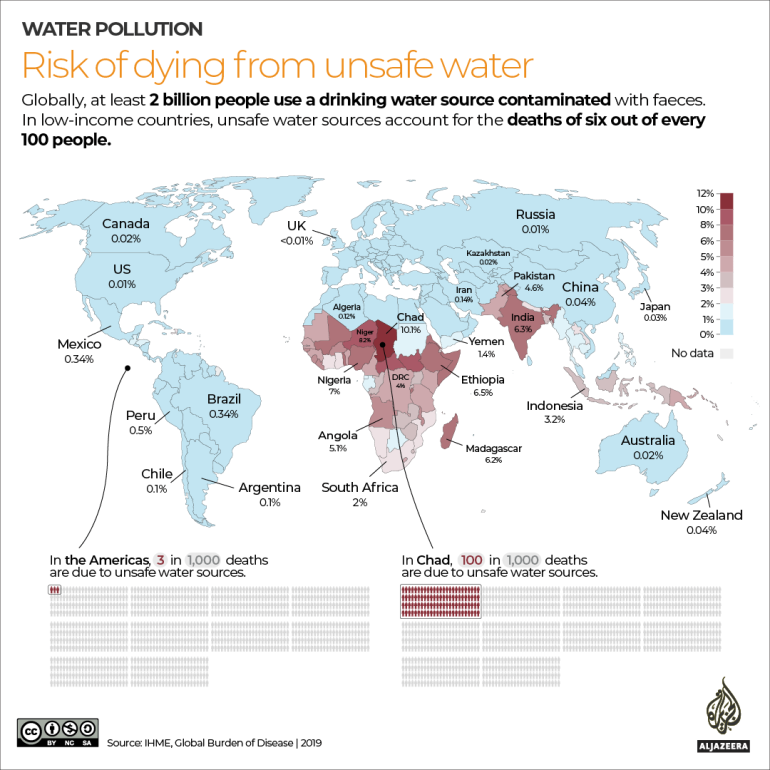 WATER POLLUTION
Risk of dying from unsafe water
Globally, at least 2 billion people use a drinking water source contaminated with faeces.
In low-income countries, unsafe water sources account for the deaths of six out of every
100 people.
Canada
0.02%
US
0.01%
Mexico
0.34%
Peru
0.5%
Brazil
0.34%
Chile
0.1%
Argentina
0.1%
UK
<0.01%
Russia
0.01%
Kazakhstan
0.02%
Iran
0.14%
Pakistan
4.6%
China
0.04%
Japan
0.03%
India
6.3%
Algeria
0.12%
Niger
8.2%
Chad
10.1%
Yemen
1.4%
Nigeria
7%
DRC
4%
Ethiopia
6.5%
Angola
5.1%
Madagascar
6.2%
South Africa
2%
Indonesia
3.2%
Australia
0.02%
New Zealand
0.04%
12%
10%
8%
6%
5%
4%
3%
2%
1%
0%
No data
In the Americas, 3 in 1,000 deaths
are due to unsafe water sources.
In Chad, 100 in 1,000 deaths
are due to unsafe water sources.
cc
BY NC SA
Source: IHME, Global Burden of Disease | 2019
الجزيرة
ALJAZEERA